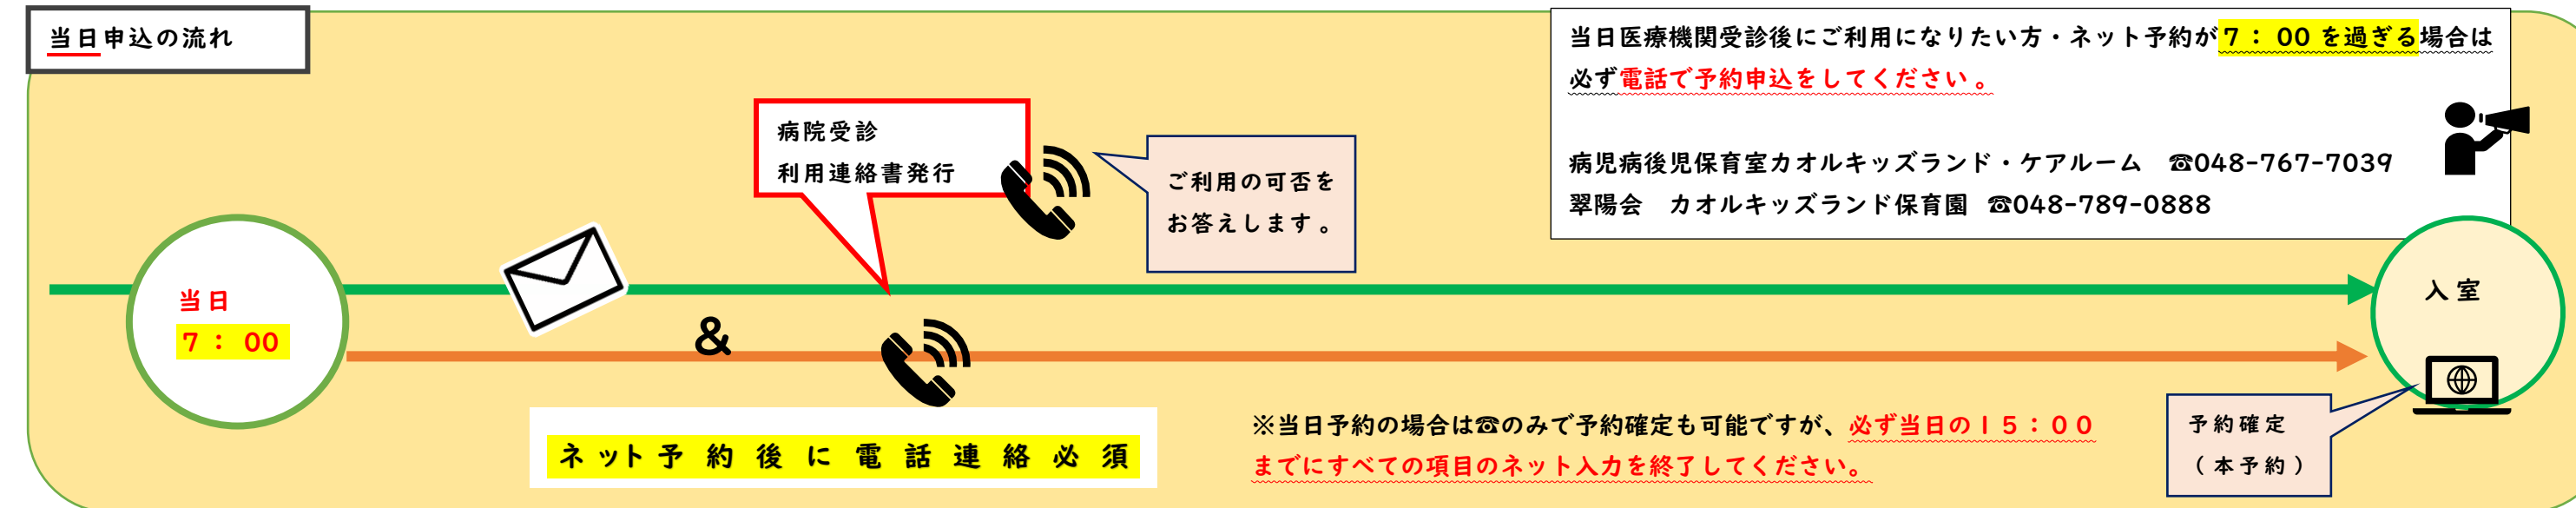 当日申込の流れ
当日医療機関受診後にご利用になりたい方・ネット予約が7：00を過ぎる場合は
必ず電話で予約申込をしてください。
病児病後児保育室カオルキッズランド・ケアルーム　☎048-767-7039
翠陽会　カオルキッズランド保育園　☎048-789-0888
病院受診
利用連絡書発行
ご利用の可否を
お答えします。
当日
7：00
&
入室
ネット予約後に電話連絡必須
※当日予約の場合は☎のみで予約確定も可能ですが、必ず当日の15：00
までにすべての項目のネット入力を終了してください。
予約確定
（本予約）